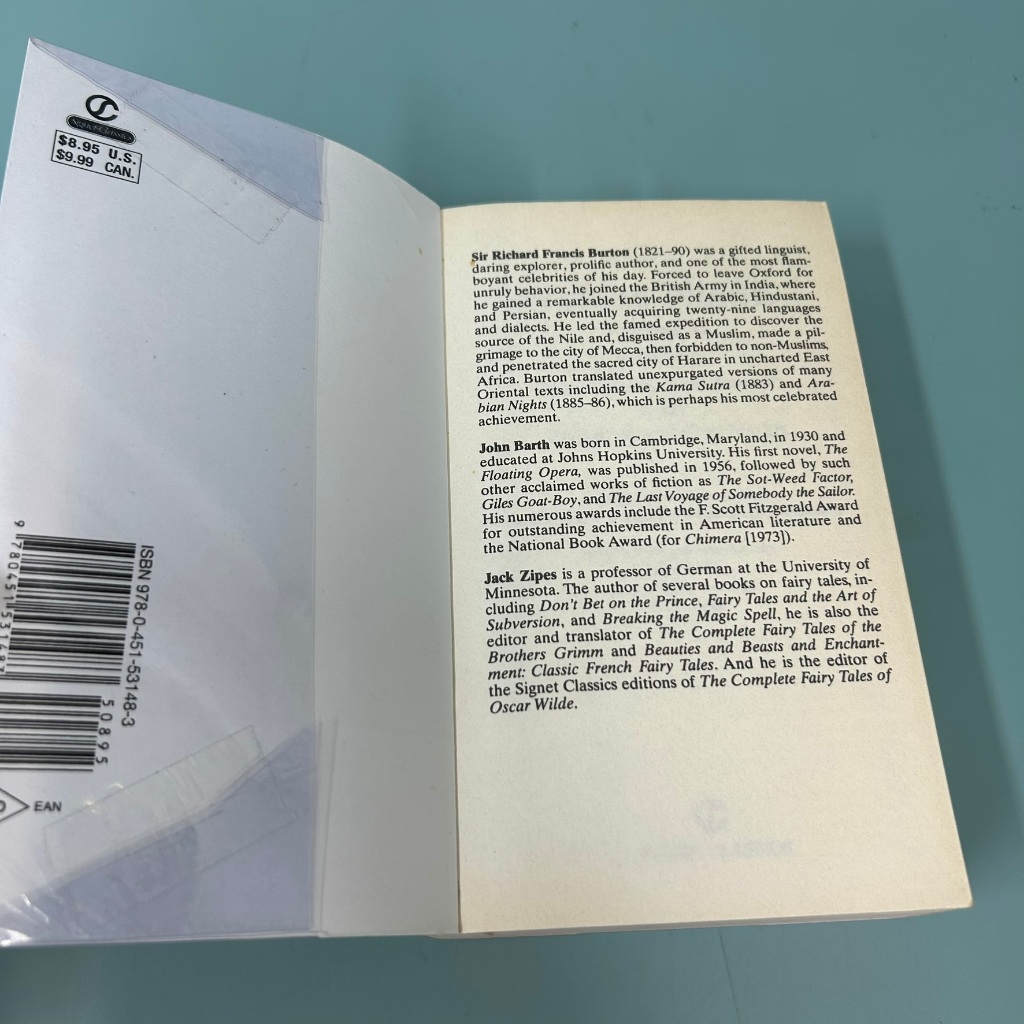 Signet Classics
$8.95 U.S.
$9.99 CAN.
ISBN 978-0-451-53148-3
9 780451 531483
50895
EAN
Sir Richard Francis Burton (1821–90) was a gifted linguist,
daring explorer, prolific author, and one of the most flam-
boyant celebrities of his day. Forced to leave Oxford for
unruly behavior, he joined the British Army in India, where
he gained a remarkable knowledge of Arabic, Hindustani,
and Persian, eventually acquiring twenty-nine languages
and dialects. He led the famed expedition to discover the
source of the Nile and, disguised as a Muslim, made a pil-
grimage to the city of Mecca, then forbidden to non-Muslims,
and penetrated the sacred city of Harare in uncharted East
Africa. Burton translated unexpurgated versions of many
Oriental texts including the Kama Sutra (1883) and Ara-
bian Nights (1885–86), which is perhaps his most celebrated
achievement.
John Barth was born in Cambridge, Maryland, in 1930 and
educated at Johns Hopkins University. His first novel, The
Floating Opera, was published in 1956, followed by such
other acclaimed works of fiction as The Sot-Weed Factor,
Giles Goat-Boy, and The Last Voyage of Somebody the Sailor.
His numerous awards include the F. Scott Fitzgerald Award
for outstanding achievement in American literature and
the National Book Award (for Chimera [1973]).
Jack Zipes is a professor of German at the University of
Minnesota. The author of several books on fairy tales, in-
cluding Don't Bet on the Prince, Fairy Tales and the Art of
Subversion, and Breaking the Magic Spell, he is also the
editor and translator of The Complete Fairy Tales of the
Brothers Grimm and Beauties and Beasts and Enchant-
ment: Classic French Fairy Tales. And he is the editor of
the Signet Classics editions of The Complete Fairy Tales of
Oscar Wilde.